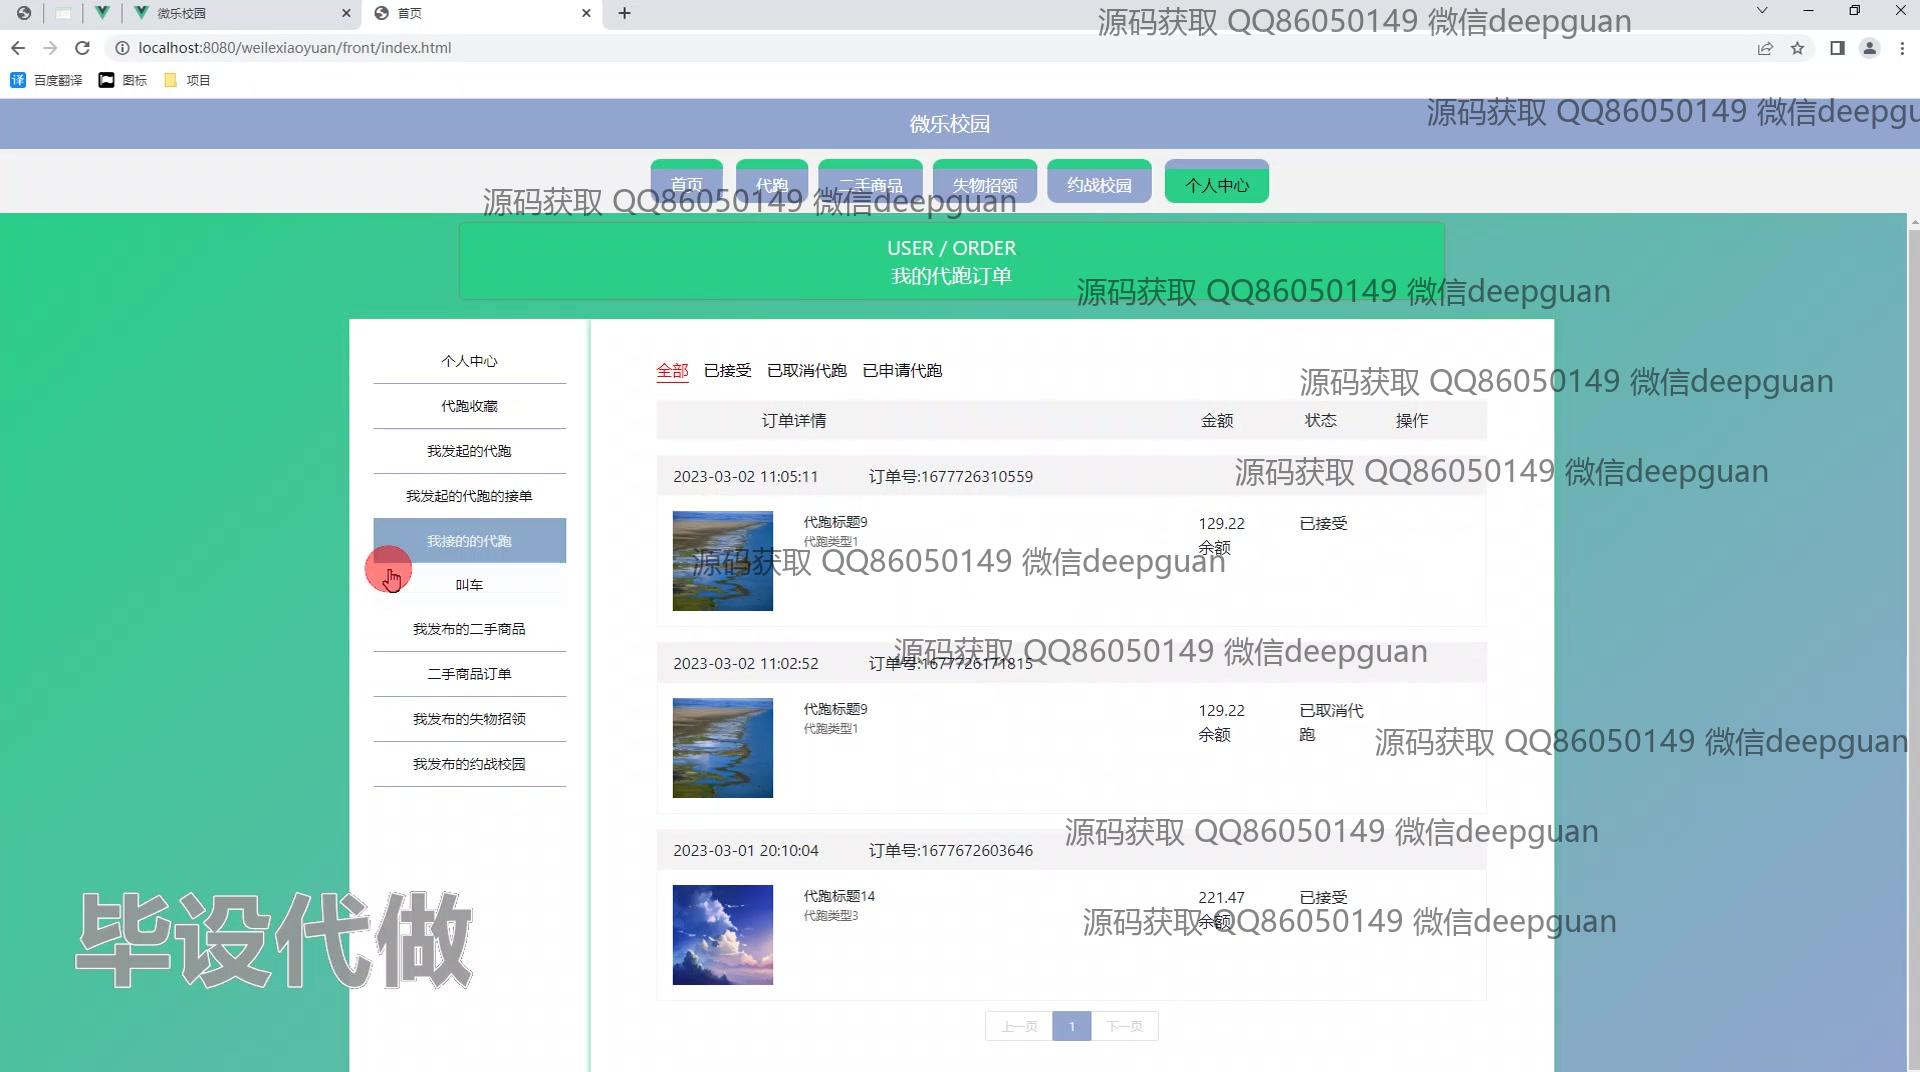 微乐校园
首页
源码获取 QQ86050149 微信deepguan
localhost:8080/weilexiaoyuan/front/index.html
译 百度翻译 图标 项目
源码获取 QQ86050149 微信deepgu
微乐校园
首页 代跑 二手商品 失物招领 约战校园 个人中心
源码获取 QQ86050149 微信deepguan
USER / ORDER
我的代跑订单
源码获取 QQ86050149 微信deepguan
个人中心
代跑收藏
我发起的代跑
我发起的代跑的接单
我接的的代跑
叫车
我发布的二手商品
二手商品订单
我发布的失物招领
我发布的约战校园
全部 已接受 已取消代跑 已申请代跑
源码获取 QQ86050149 微信deepguan
订单详情 金额 状态 操作
2023-03-02 11:05:11 订单号:1677726310559
源码获取 QQ86050149 微信deepguan
代跑标题9 129.22 已接受
代跑类型1 余额
源码获取 QQ86050149 微信deepguan
2023-03-02 11:02:52 订单号:1677726171815
源码获取 QQ86050149 微信deepguan
代跑标题9 129.22 已取消代
代跑类型1 余额 跑
源码获取 QQ86050149 微信deepguan
源码获取 QQ86050149 微信deepguan
2023-03-01 20:10:04 订单号:1677672603646
代跑标题14 221.47 已接受
代跑类型3 余额
源码获取 QQ86050149 微信deepguan
毕设代做
上一页 1 下一页